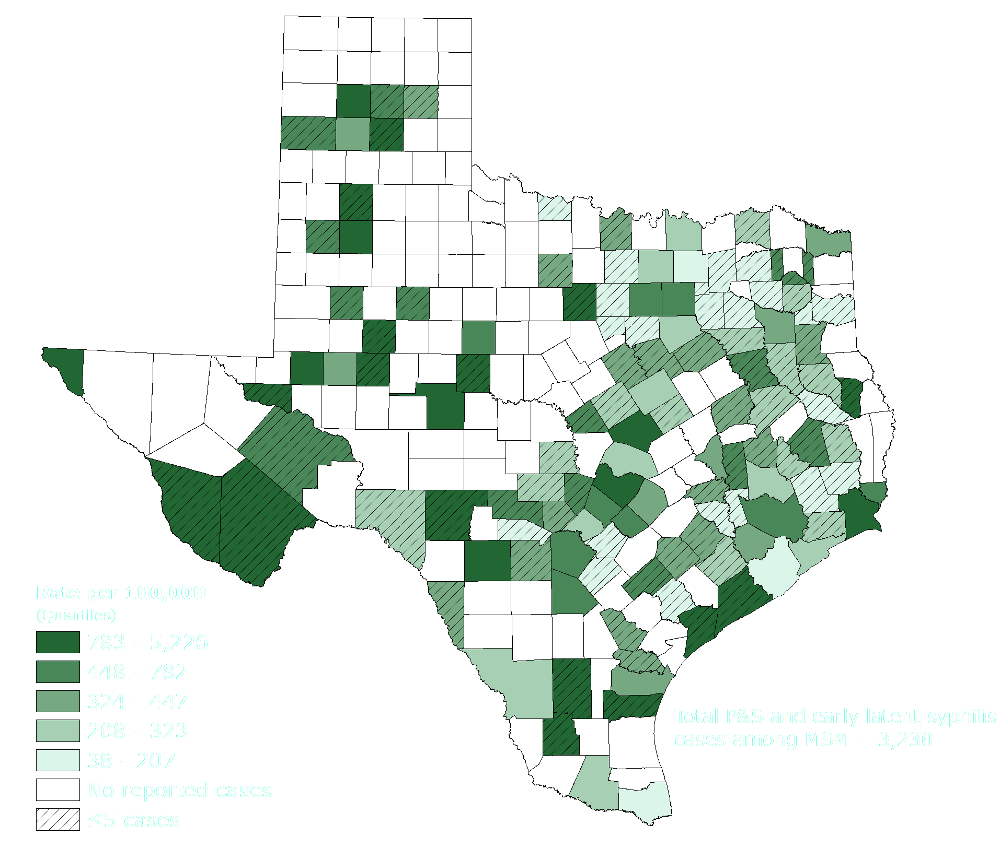 Rate per 100,000
(Quantiles)
783 - 5,226
448 - 782
324 - 447
208 - 323
38 - 207
No reported cases
≤5 cases
Total P&S and early latent syphilis
cases among MSM = 3,230